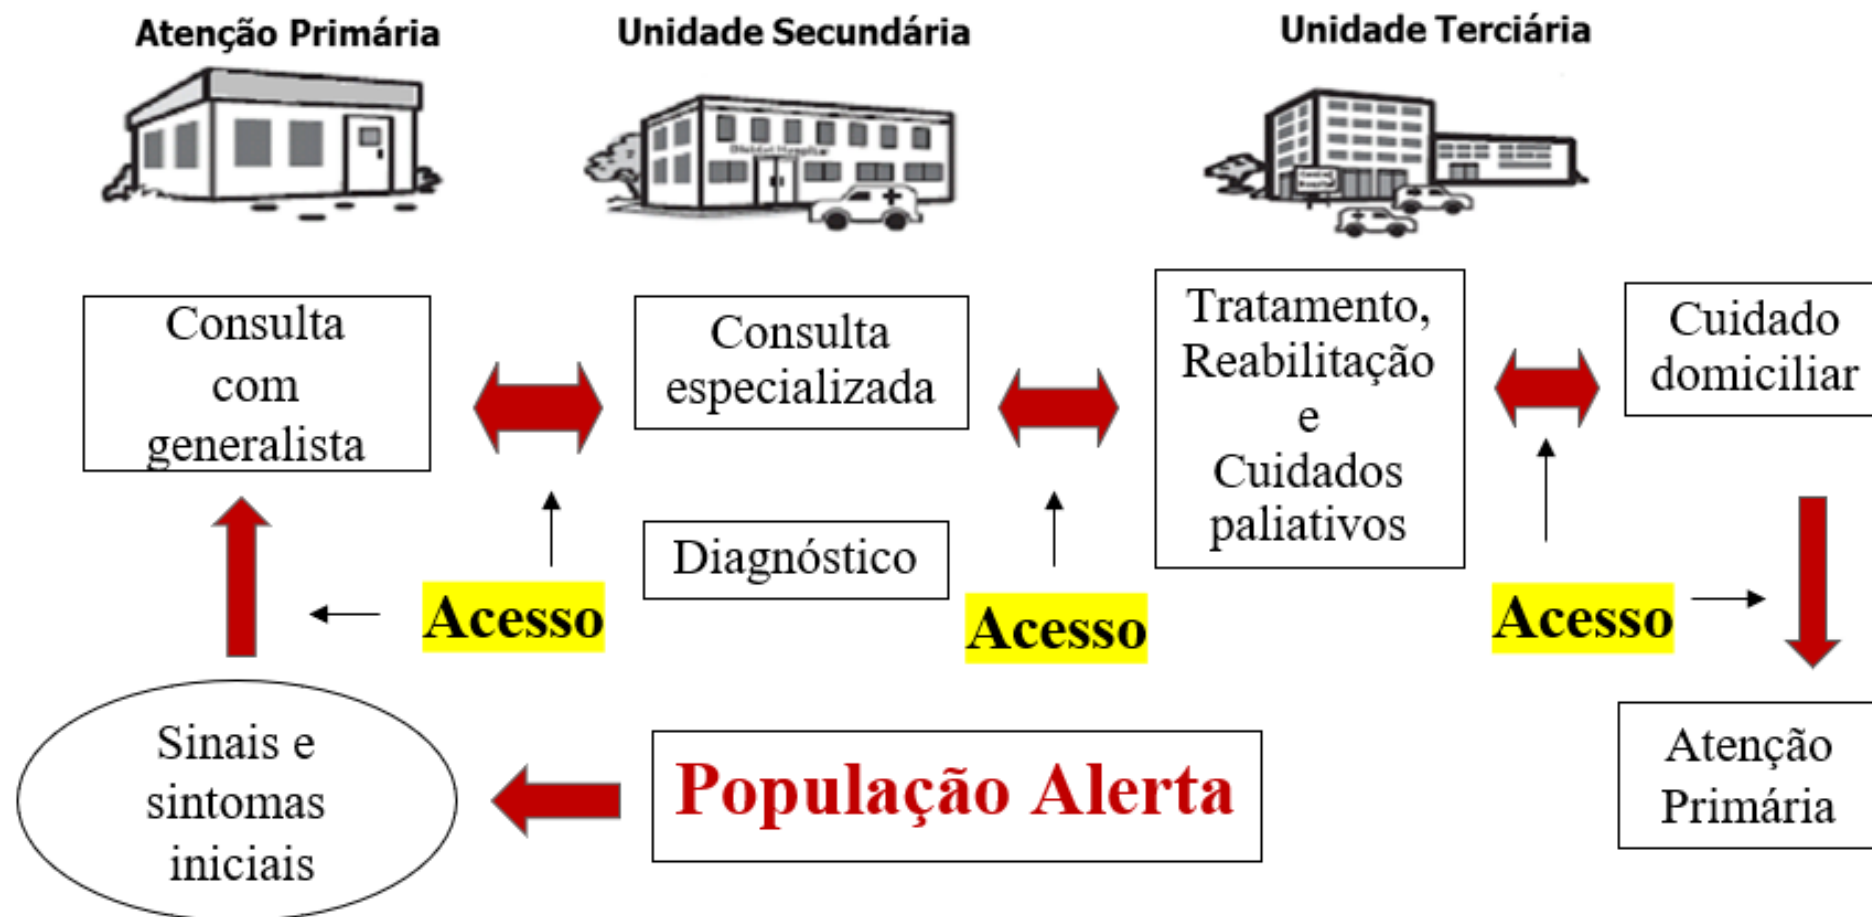 Atenção Primária
Unidade Secundária
Unidade Terciária
Consulta
com
generalista
Consulta
especializada
Tratamento,
Reabilitação
e
Cuidados
paliativos
Cuidado
domiciliar
Diagnóstico
Acesso
Acesso
Acesso
Sinais e
sintomas
iniciais
População Alerta
Atenção
Primária